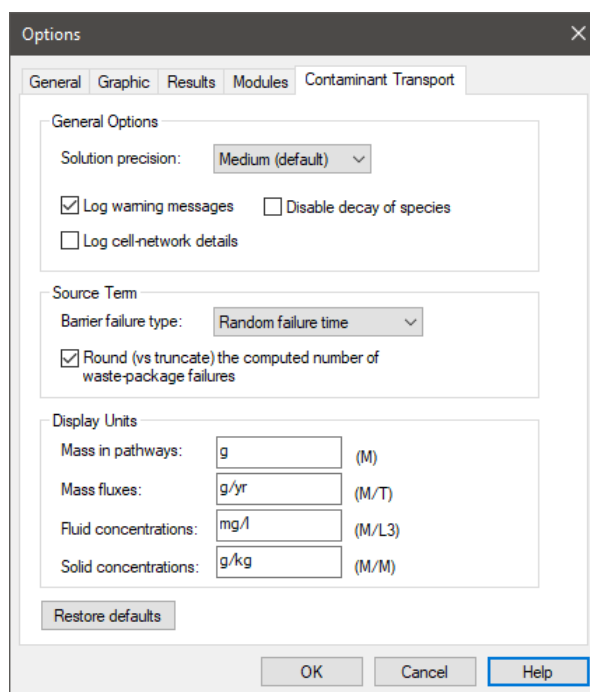 Options
General Graphic Results Modules Contaminant Transport
General Options
Solution precision: Medium (default)
Log warning messages Disable decay of species
Log cell-network details
Source Term
Barrier failure type: Random failure time
Round (vs truncate) the computed number of
waste-package failures
Display Units
Mass in pathways: g (M)
Mass fluxes: g/yr (M/T)
Fluid concentrations: mg/l (M/L3)
Solid concentrations: g/kg (M/M)
Restore defaults
OK Cancel Help